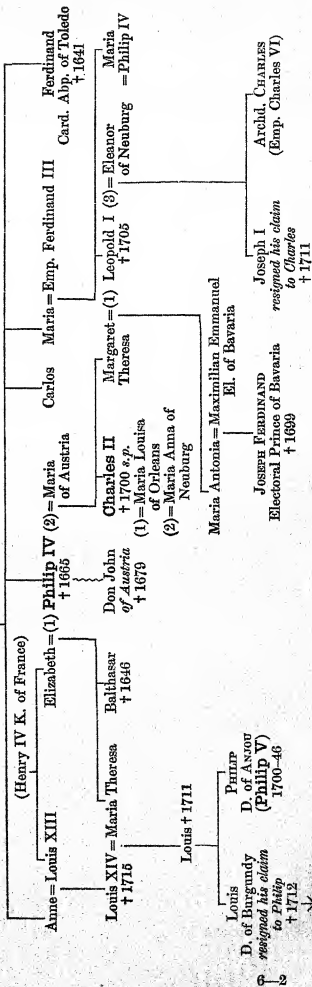 (Henry IV K. of France)
Anne=Louis XIII
Elizabeth=(1) Philip IV (2)=Maria
†1665
of Austria
Carlos
Maria=Emp. Ferdinand III
Ferdinand
Card. Abp. of Toledo
†1641
Louis XIV=Maria Theresa
†1715
Balthasar
†1646
Don John
of Austria
†1679
Charles II
†1700 s.p.
(1)=Maria Louisa
of Orleans
(2)=Maria Anna of
Neuburg
Margaret=(1) Leopold I (3)=Eleanor
Theresa
†1705
of Neuburg
Maria
=Philip IV
Louis †1711
Maria Antonia=Maximilian Emmanuel
El. of Bavaria
Louis
D. of Burgundy
resigned his claim
to Philip
†1712
PHILIP
D. of ANJOU
(Philip V)
1700-46
JOSEPH FERDINAND
Electoral Prince of Bavaria
†1699
Joseph I
resigned his claim
to Charles
†1711
Archd. CHARLES
(Emp. Charles VI)
6—2